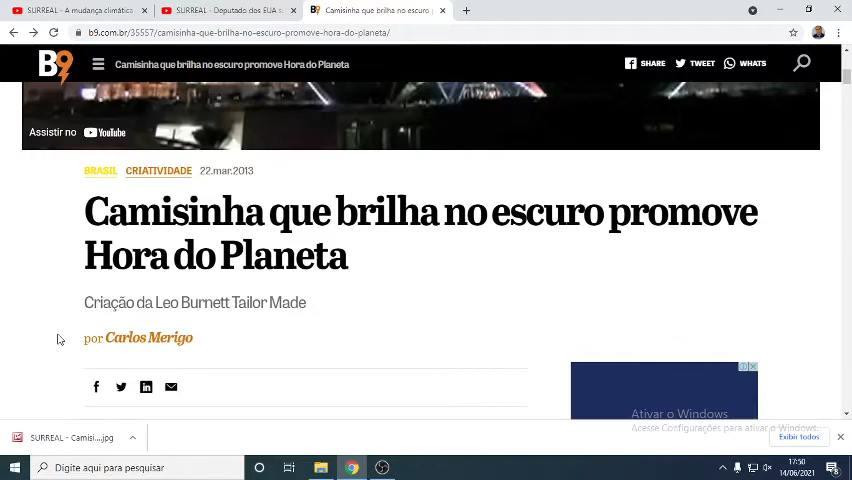 SURREAL - A mudança climática
SURREAL - Deputado dos EUA s
Camisinha que brilha no escuro p
b9.com.br/35557/camisinha-que-brilha-no-escuro-promove-hora-do-planeta/
B9
Camisinha que brilha no escuro promove Hora do Planeta
SHARE
TWEET
WHATS
Assistir no YouTube
BRASIL CRIATIVIDADE 22.mar.2013
Camisinha que brilha no escuro promove
Hora do Planeta
Criação da Leo Burnett Tailor Made
por Carlos Merigo
Ativar o Windows
Acesse Configurações para ativar o Windows.
SURREAL - Camisi....jpg
Exibir todos
Digite aqui para pesquisar
17:50
14/06/2021
8